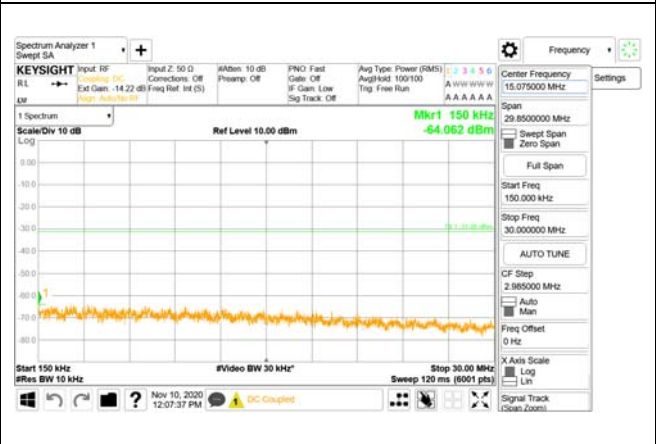 Spectrum Analyzer 1
Swept SA
Frequency
KEYSIGHT
RL
Input: RF
Coupling: DC
Ext Gain: -14.22 dB
Align: Auto/No RF
Input Z: 50 Ω
Corrections: Off
Freq Ref: Int (S)
#Atten: 10 dB
Preamp: Off
PNO: Fast
Gate: Off
IF Gain: Low
Sig Track: Off
Avg Type: Power (RMS)
Avg|Hold: 100/100
Trig: Free Run
1 2 3 4 5 6
A W W W W W
A A A A A A
Center Frequency
15.075000 MHz
Settings
1 Spectrum
Scale/Div 10 dB
Log
Ref Level 10.00 dBm
Mkr1 150 kHz
-64.062 dBm
0.00
-10.0
-20.0
-30.0
-40.0
-50.0
-60.0
-70.0
-80.0
1
Start 150 kHz
#Res BW 10 kHz
#Video BW 30 kHz*
Stop 30.00 MHz
Sweep 120 ms (6001 pts)
Span
29.8500000 MHz
Swept Span
Zero Span
Full Span
Start Freq
150.000 kHz
Stop Freq
30.000000 MHz
AUTO TUNE
CF Step
2.985000 MHz
Auto
Man
Freq Offset
0 Hz
X Axis Scale
Log
Lin
Signal Track
(Span Zoom)
?
Nov 10, 2020
12:07:37 PM
1
DC Coupled